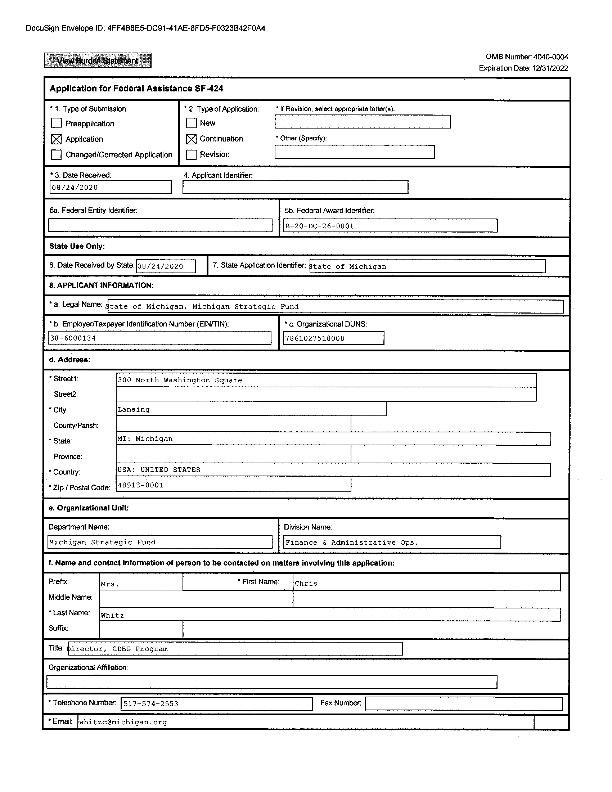 DocuSign Envelope ID: 4FF4B8E5-DC91-41AE-8FD5-F0323B42F0A4
View Burden Statement
OMB Number: 4040-0004
Expiration Date: 12/31/2022
Application for Federal Assistance SF-424
* 1. Type of Submission:
* 2. Type of Application:
* If Revision, select appropriate letter(s):
Preapplication
New
Application
Continuation
* Other (Specify):
Changed/Corrected Application
Revision
* 3. Date Received:
4. Applicant Identifier:
08/24/2020
5a. Federal Entity Identifier:
5b. Federal Award Identifier:
B-20-DC-26-0001
State Use Only:
6. Date Received by State: 08/24/2020
7. State Application Identifier: State of Michigan
8. APPLICANT INFORMATION:
* a. Legal Name: State of Michigan, Michigan Strategic Fund
* b. Employer/Taxpayer Identification Number (EIN/TIN):
* c. Organizational DUNS:
38-6000134
7861027510000
d. Address:
* Street1: 300 North Washington Square
Street2:
* City: Lansing
County/Parish:
* State: MI: Michigan
Province:
* Country: USA: UNITED STATES
* Zip / Postal Code: 48913-0001
e. Organizational Unit:
Department Name:
Division Name:
Michigan Strategic Fund
Finance & Administrative Ops.
f. Name and contact information of person to be contacted on matters involving this application:
Prefix: Mrs.
* First Name: Chris
Middle Name:
* Last Name: Whitz
Suffix:
Title: Director, CDBG Program
Organizational Affiliation:
* Telephone Number: 517-574-2553
Fax Number:
* Email: whitzc@michigan.org